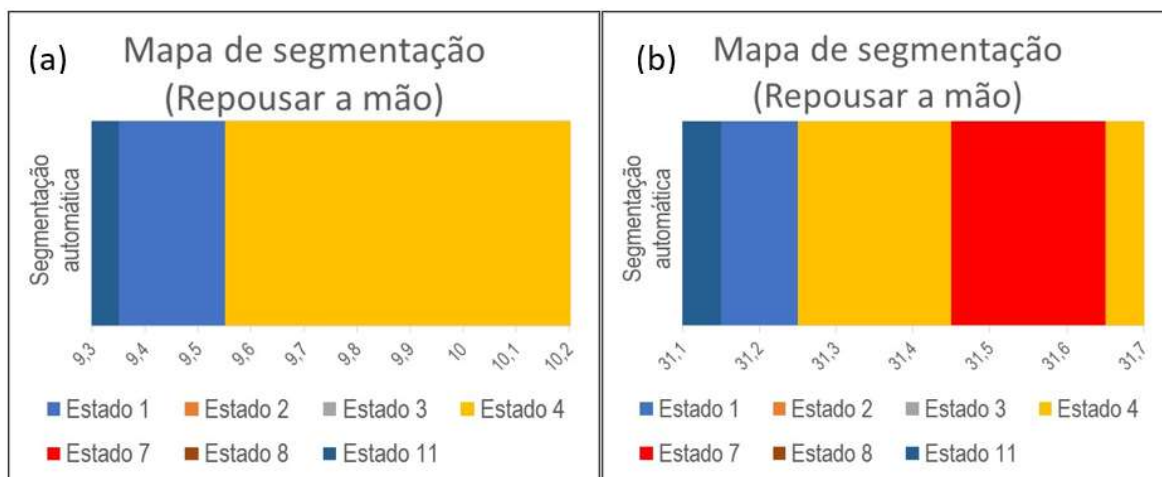 (a)
Mapa de segmentação
(Repousar a mão)
Segmentação
automática
9,3 9,4 9,5 9,6 9,7 9,8 9,9 10 10,1 10,2
Estado 1 Estado 2 Estado 3 Estado 4
Estado 7 Estado 8 Estado 11
(b)
Mapa de segmentação
(Repousar a mão)
Segmentação
automática
31,1 31,2 31,3 31,4 31,5 31,6 31,7
Estado 1 Estado 2 Estado 3 Estado 4
Estado 7 Estado 8 Estado 11